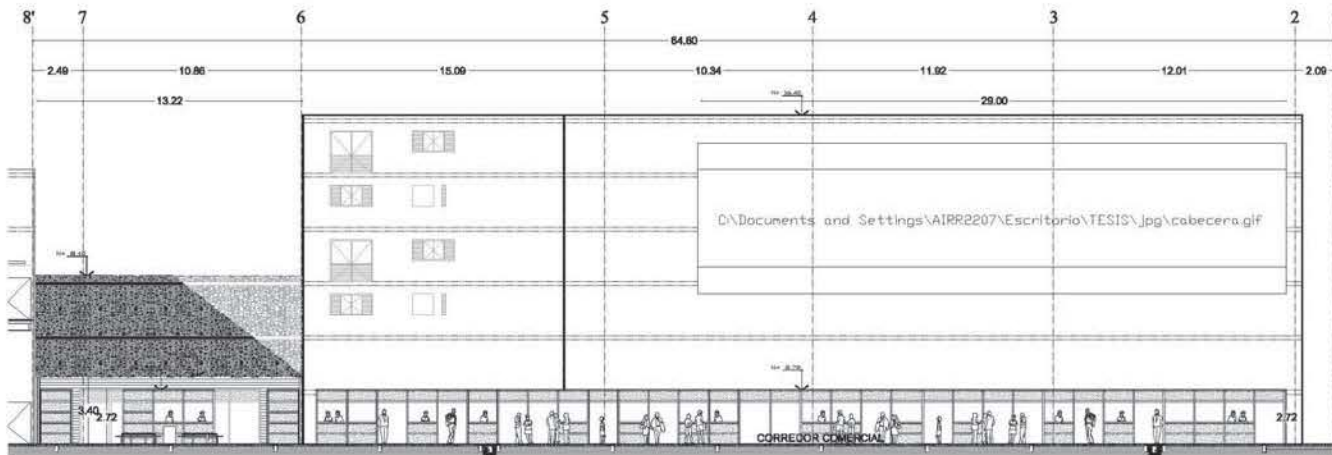 8' 7 6 5 4 3 2
64.60
2.49 10.86 15.09 10.34 11.92 12.01 2.09
13.22 29.00
C:\Documents and Settings\AIRR2207\Escritorio\TESIS\jpg\cabecera.gif
3.40
2.72
2.72
CORREDOR COMERCIAL